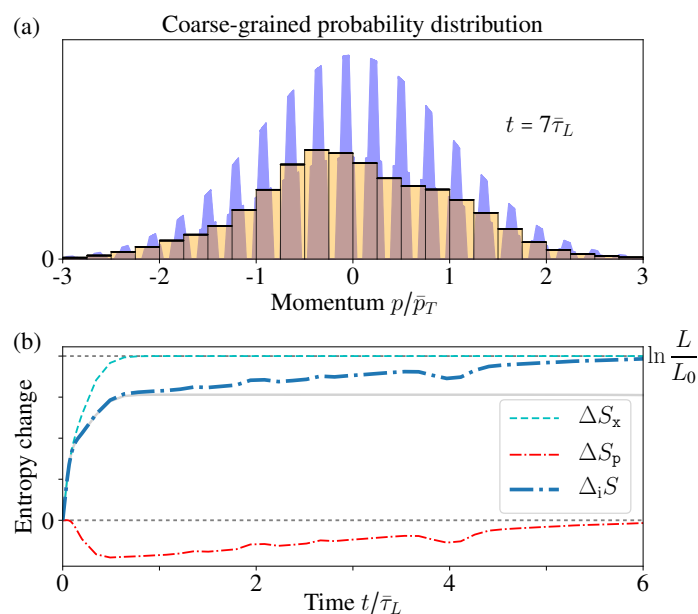 (a)
Coarse-grained probability distribution
t = 7τ̄_L
0
-3 -2 -1 0 1 2 3
Momentum p/p̄_T
(b)
ln L/L₀
Entropy change
ΔS_x
ΔS_p
Δ_iS
0
0 2 4 6
Time t/τ̄_L